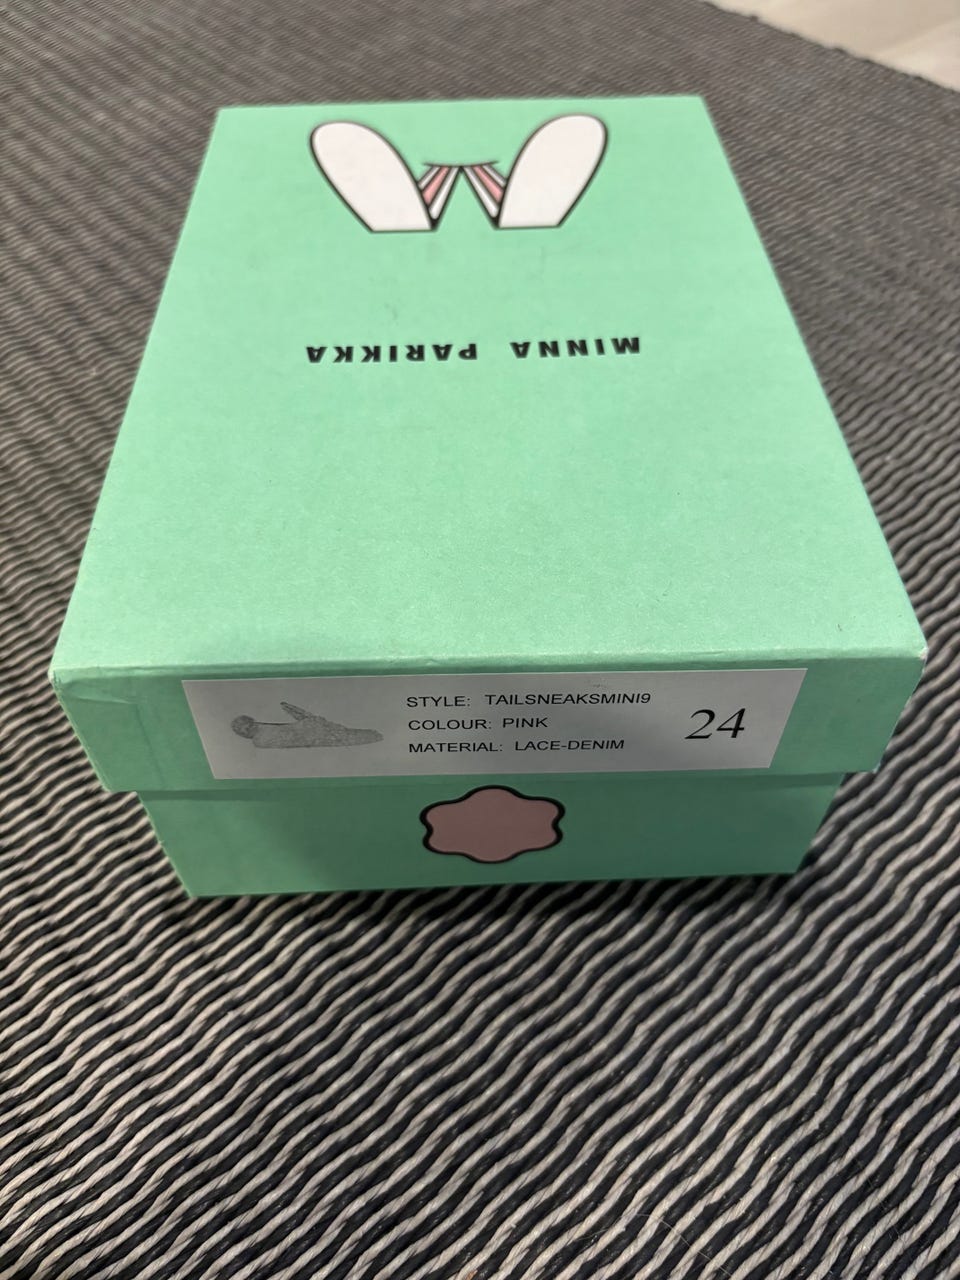 MINNA PARIKKA
STYLE: TAILSNEAKSMINI9
COLOUR: PINK
MATERIAL: LACE-DENIM
24